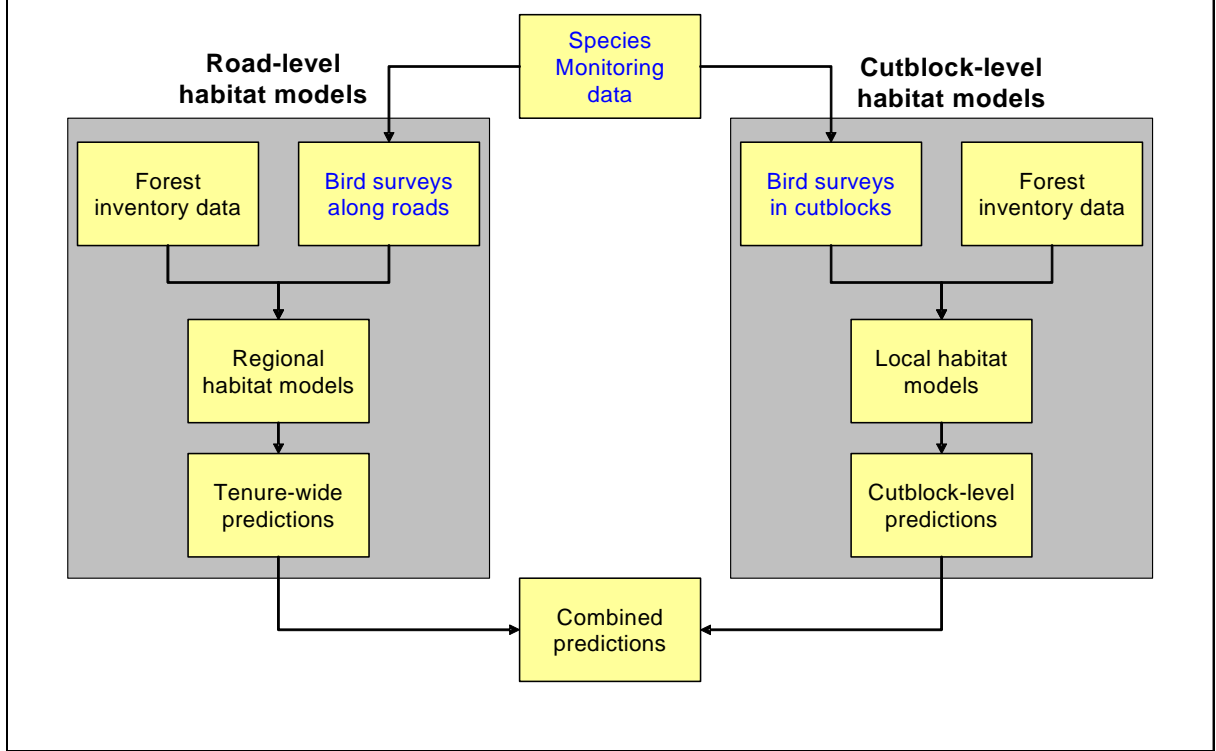 Species
Monitoring
data
Road-level
habitat models
Cutblock-level
habitat models
Forest
inventory data
Bird surveys
along roads
Bird surveys
in cutblocks
Forest
inventory data
Regional
habitat models
Local habitat
models
Tenure-wide
predictions
Cutblock-level
predictions
Combined
predictions